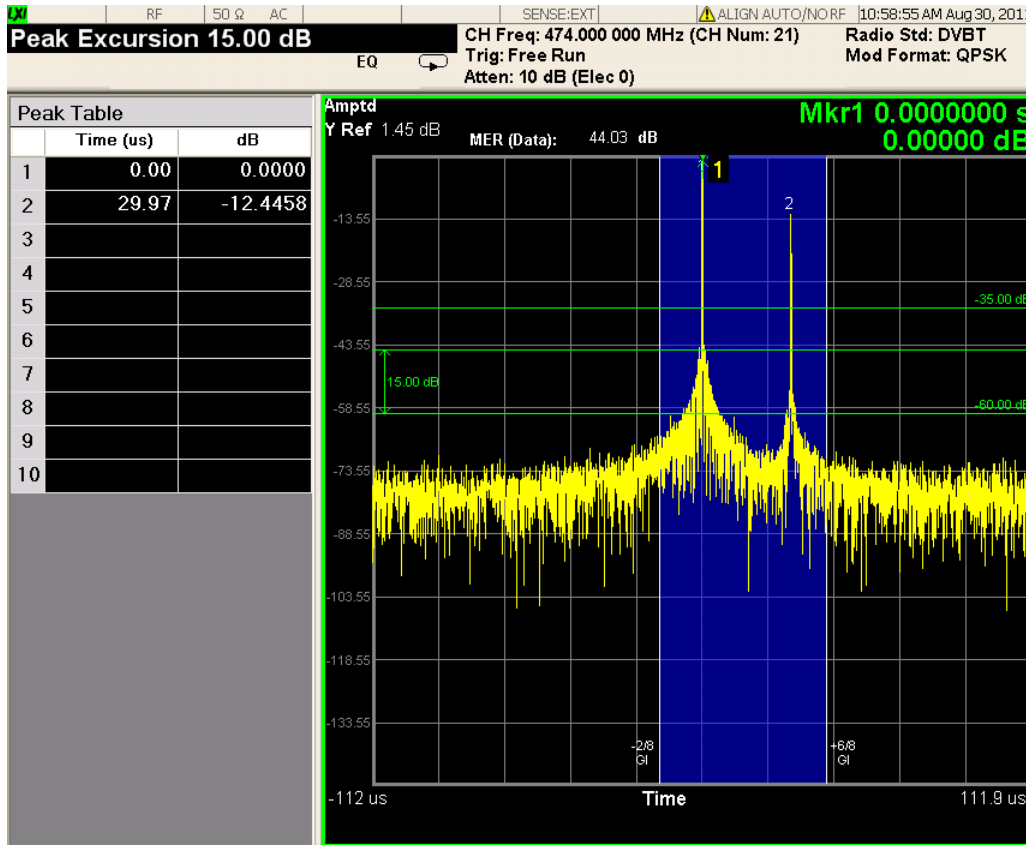 LXI RF 50 Ω AC SENSE:EXT ALIGN AUTO/NO RF 10:58:55 AM Aug 30, 201
Peak Excursion 15.00 dB
CH Freq: 474.000 000 MHz (CH Num: 21) Radio Std: DVBT
EQ Trig: Free Run Mod Format: QPSK
Atten: 10 dB (Elec 0)
Peak Table
Time (us) dB
1 0.00 0.0000
2 29.97 -12.4458
3
4
5
6
7
8
9
10
Amptd
Y Ref 1.45 dB
MER (Data): 44.03 dB
Mkr1 0.0000000 s
0.00000 dB
1
2
-13.55
-28.55
-35.00 dB
-43.55
15.00 dB
-58.55
-60.00 dB
-73.55
-88.55
-103.55
-118.55
-133.55
-2/8 +6/8
GI GI
-112 us Time 111.9 us